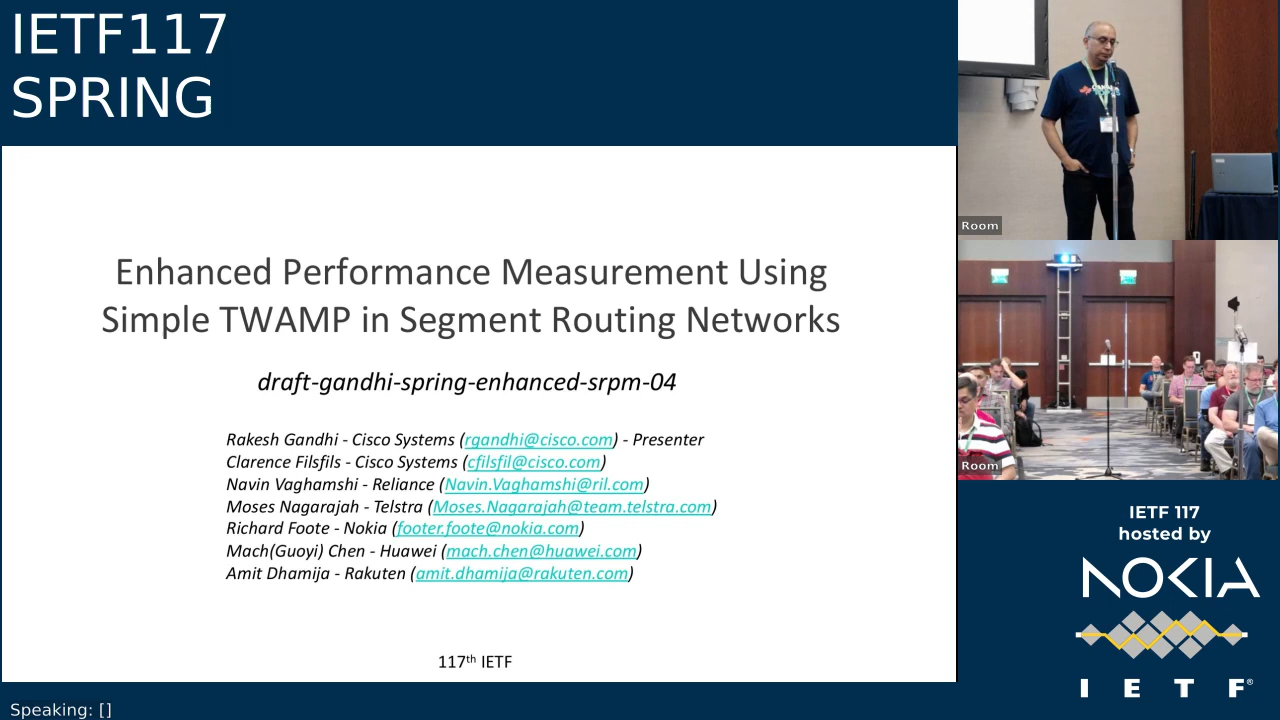 IETF117
SPRING
Enhanced Performance Measurement Using
Simple TWAMP in Segment Routing Networks
draft-gandhi-spring-enhanced-srpm-04
Rakesh Gandhi - Cisco Systems (rgandhi@cisco.com) - Presenter
Clarence Filsfils - Cisco Systems (cfilsfil@cisco.com)
Navin Vaghamshi - Reliance (Navin.Vaghamshi@ril.com)
Moses Nagarajah - Telstra (Moses.Nagarajah@team.telstra.com)
Richard Foote - Nokia (footer.foote@nokia.com)
Mach(Guoyi) Chen - Huawei (mach.chen@huawei.com)
Amit Dhamija - Rakuten (amit.dhamija@rakuten.com)
117th IETF
Speaking: []
Room
Room
IETF 117
hosted by
NOKIA
I E T F®